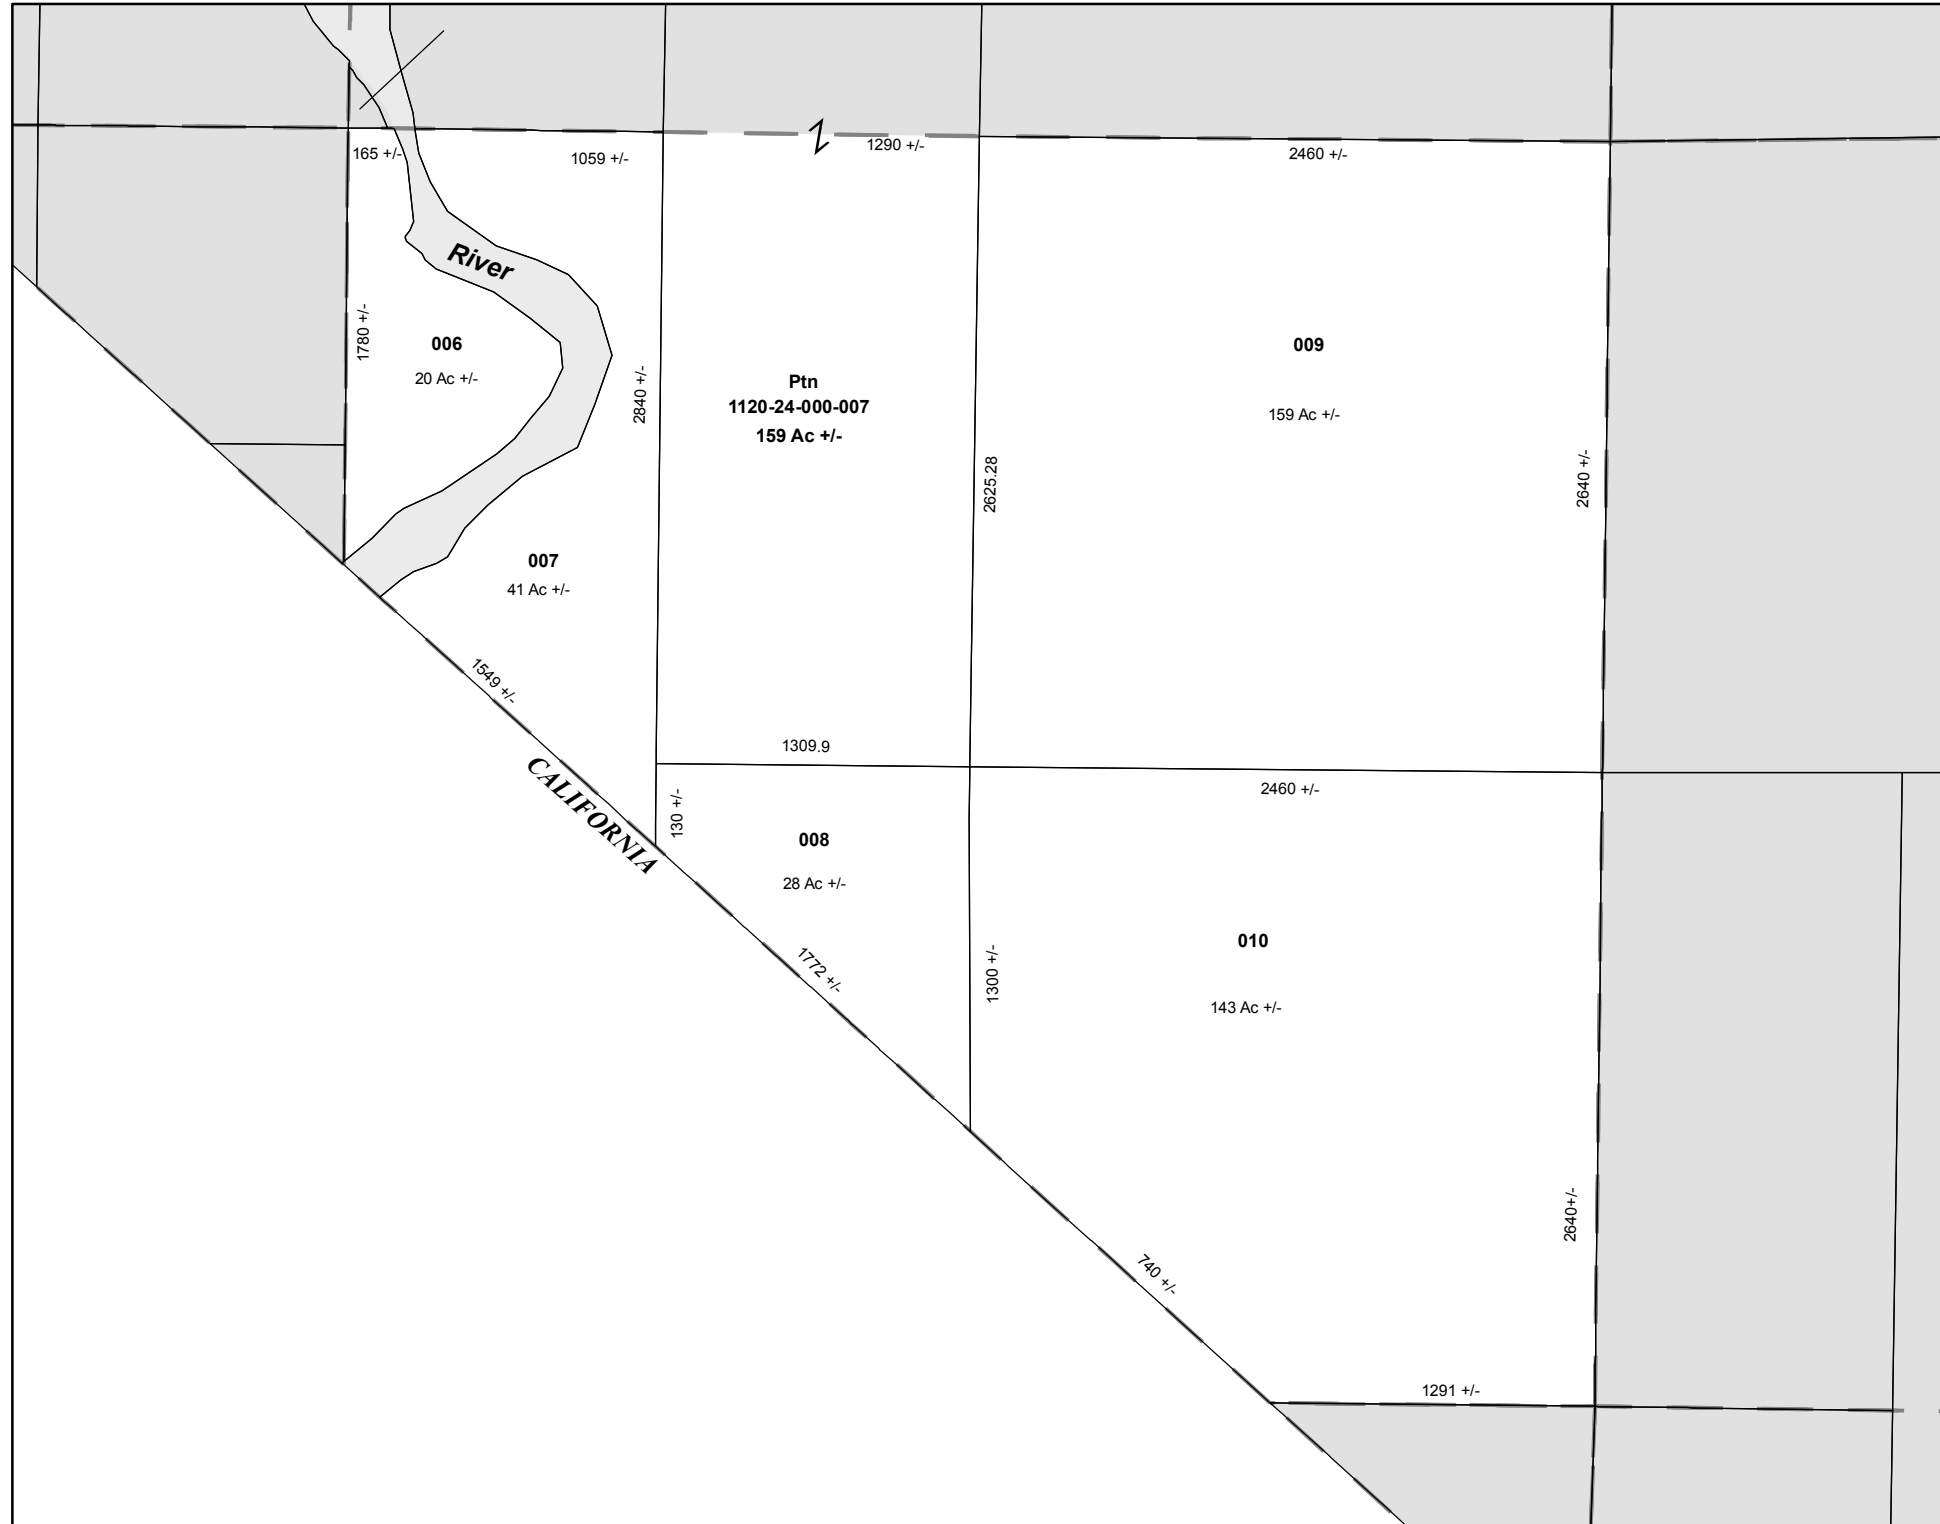 165 +/-
1059 +/-
1290 +/-
2460 +/-
River
1780 +/-
006
20 Ac +/-
2840 +/-
Ptn
1120-24-000-007
159 Ac +/-
2625.28
009
159 Ac +/-
2640 +/-
007
41 Ac +/-
1549 +/-
CALIFORNIA
1309.9
2460 +/-
130 +/-
008
28 Ac +/-
1772 +/-
1300 +/-
010
143 Ac +/-
2640+/-
740 +/-
1291 +/-